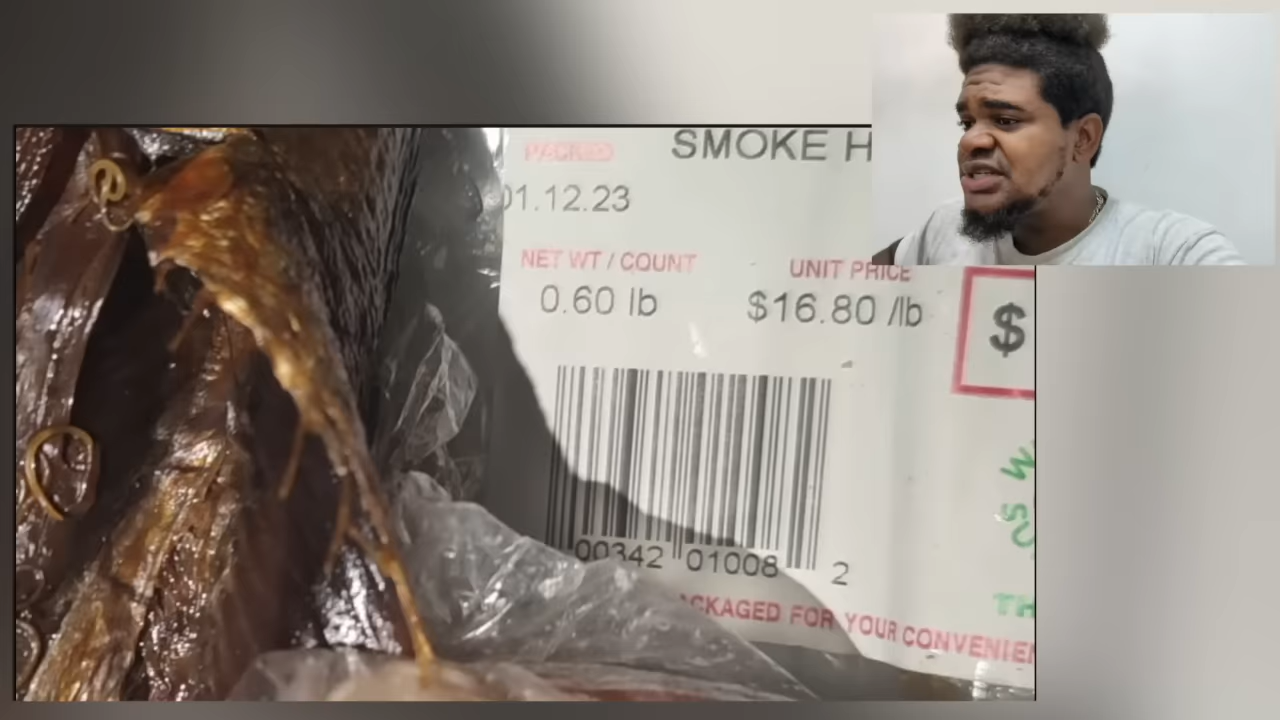 PACKED
SMOKE H
01.12.23
NET WT / COUNT
UNIT PRICE
0.60 lb
$16.80 /lb
$
00342 01008 2
W
TH
ACKAGED FOR YOUR CONVENIEN